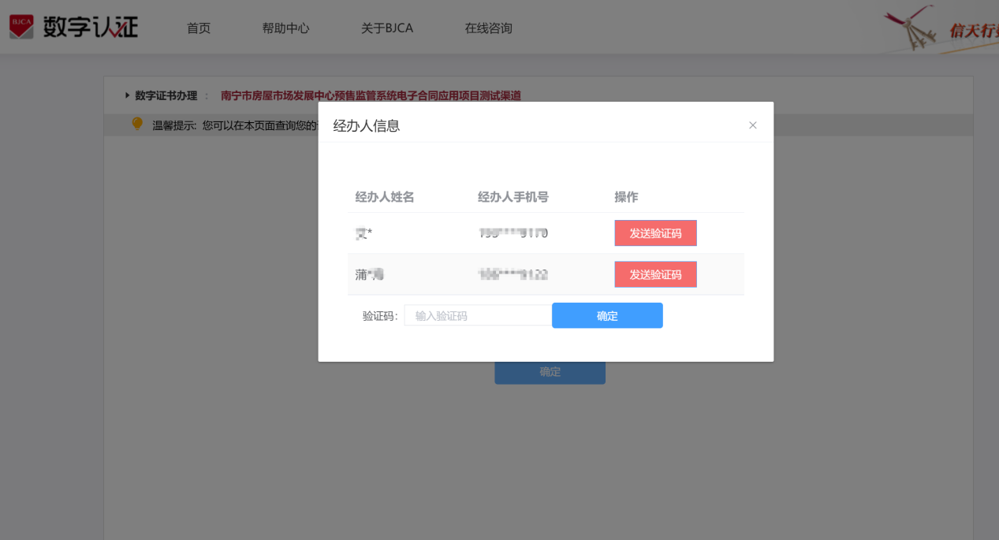 BJCA 数字认证 首页 帮助中心 关于BJCA 在线咨询 信天行
数字证书办理 : 南宁市房屋市场发展中心预售监管系统电子合同应用项目测试渠道
温馨提示: 您可以在本页面查询您的
经办人信息
经办人姓名 经办人手机号 操作
发送验证码
蒲* 发送验证码
验证码: 输入验证码 确定
确定